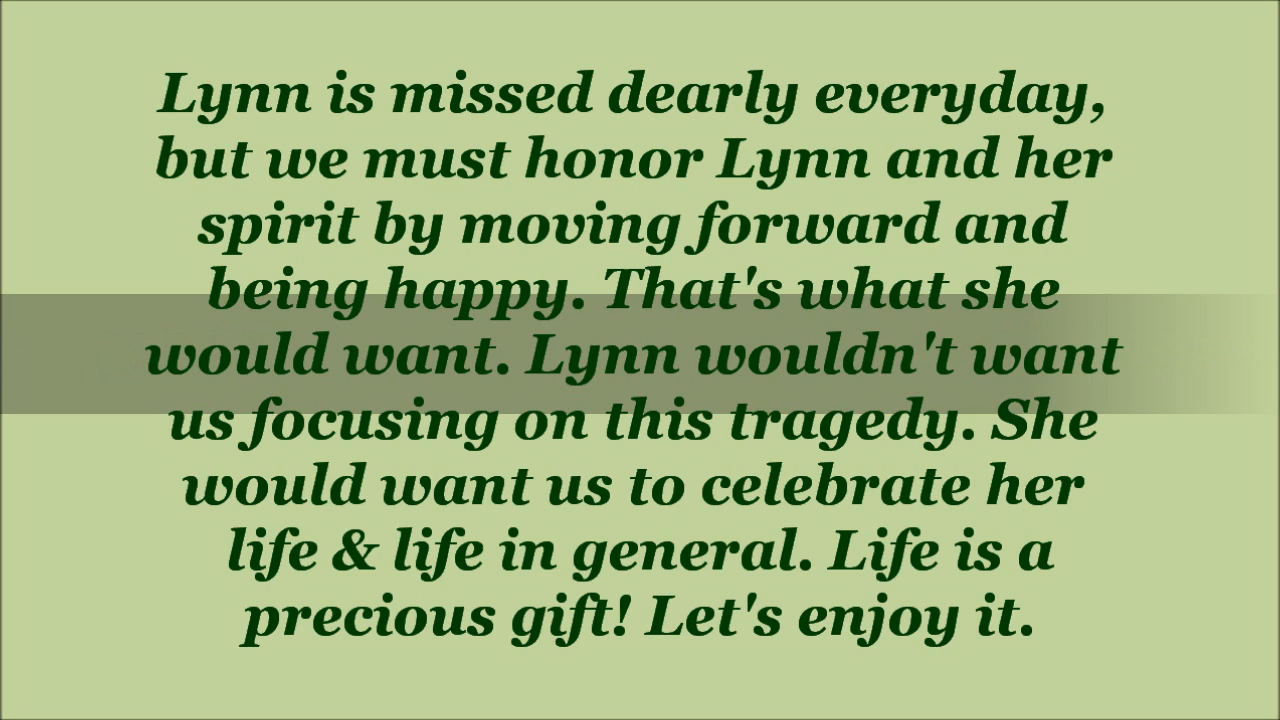 Lynn is missed dearly everyday,
but we must honor Lynn and her
spirit by moving forward and
being happy. That's what she
would want. Lynn wouldn't want
us focusing on this tragedy. She
would want us to celebrate her
life & life in general. Life is a
precious gift! Let's enjoy it.